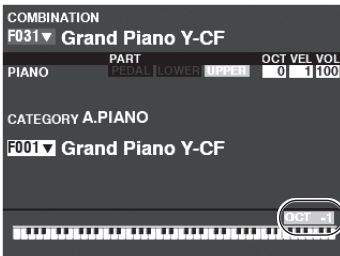 COMBINATION
F031▼ Grand Piano Y-CF
PART OCT VEL VOL
PIANO PEDAL LOWER UPPER 0 1 100
CATEGORY A.PIANO
F001▼ Grand Piano Y-CF
OCT -1